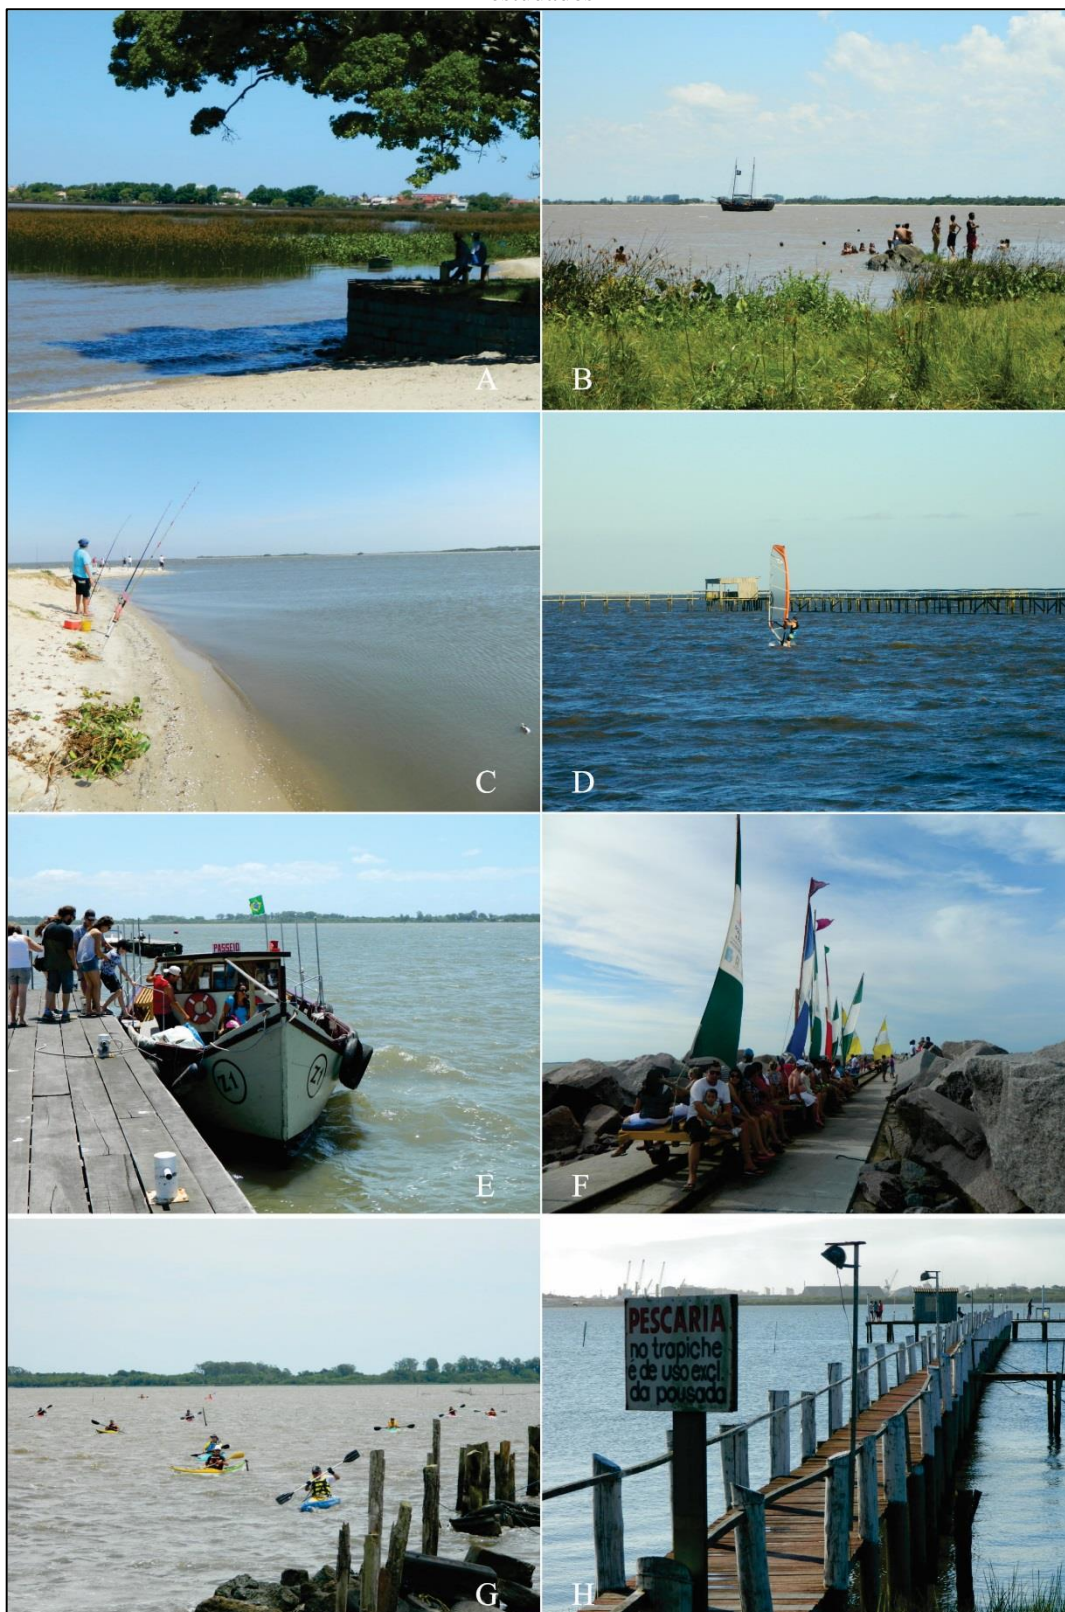 A
B
C
D
PASSEIO
Z1
Z1
E
F
G
PESCARIA
no trapiche
é de uso excl.
da pousada
H